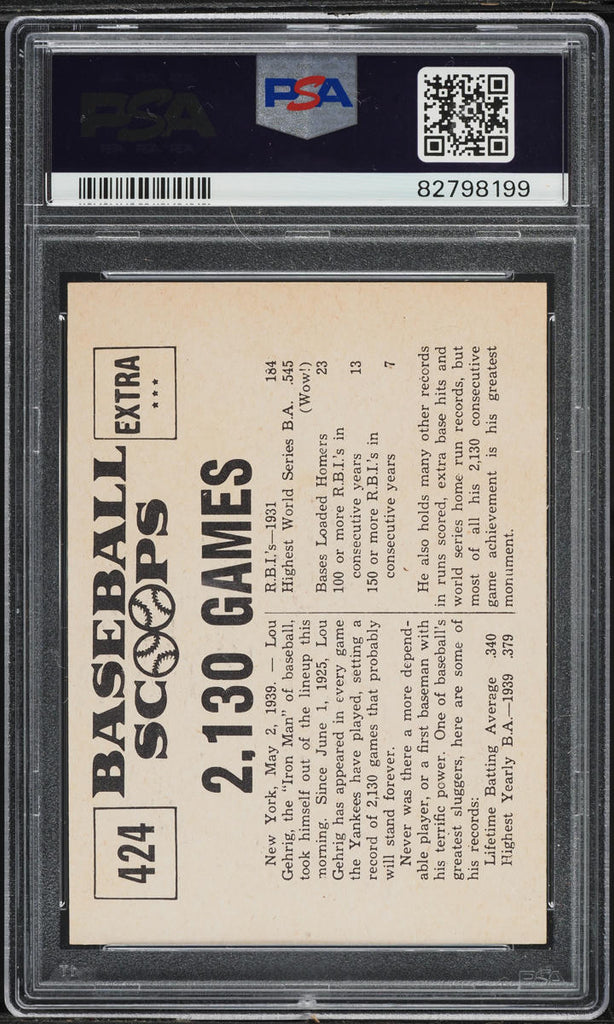 PSA
PSA
82798199
424
BASEBALL
SCOOPS
EXTRA
***
2,130 GAMES
New York, May 2, 1939. — Lou
Gehrig, the "Iron Man" of baseball,
took himself out of the lineup this
morning. Since June 1, 1925, Lou
Gehrig has appeared in every game
the Yankees have played, setting a
record of 2,130 games that probably
will stand forever.
Never was there a more depend-
able player, or a first baseman with
his terrific power. One of baseball's
greatest sluggers, here are some of
his records:
Lifetime Batting Average .340
Highest Yearly B.A.—1939 .379
R.B.I.'s—1931 184
Highest World Series B.A. .545
(Wow!)
Bases Loaded Homers 23
100 or more R.B.I.'s in
consecutive years 13
150 or more R.B.I.'s in
consecutive years 7
He also holds many other records
in runs scored, extra base hits and
world series home run records, but
most of all his 2,130 consecutive
game achievement is his greatest
monument.
PSA